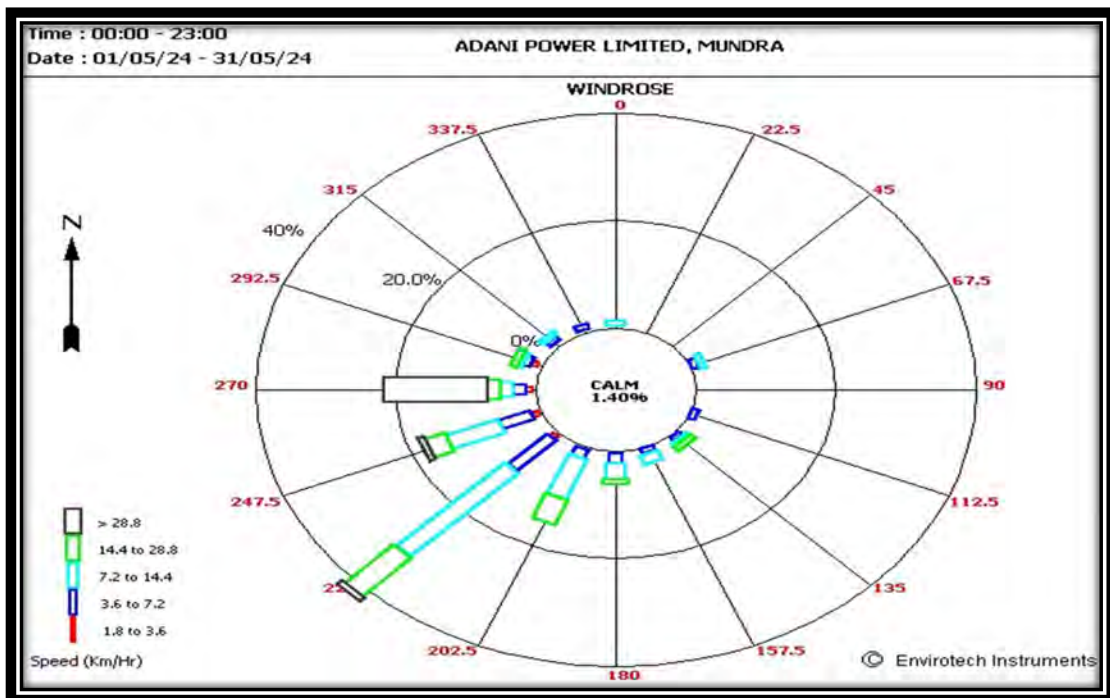 Time : 00:00 - 23:00
Date : 01/05/24 - 31/05/24
ADANI POWER LIMITED, MUNDRA
WINDROSE
0
337.5
22.5
315
45
40%
N
292.5
20.0%
67.5
0%
270
CALM
1.40%
90
247.5
112.5
> 28.8
14.4 to 28.8
7.2 to 14.4
135
3.6 to 7.2
1.8 to 3.6
202.5
157.5
Speed (Km/Hr)
180
© Envirotech Instruments